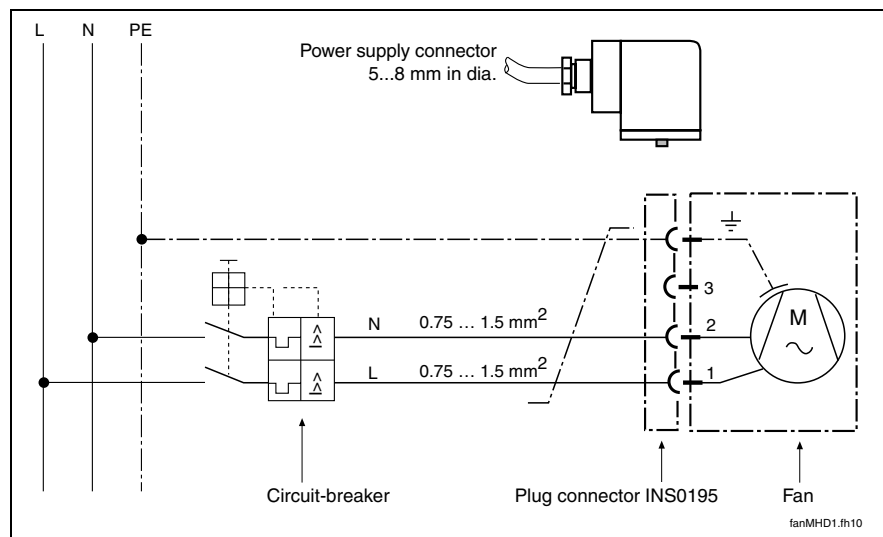 L N PE
Power supply connector
5...8 mm in dia.
3
N 0.75 ... 1.5 mm2
2
M
L 0.75 ... 1.5 mm2
1
Circuit-breaker
Plug connector INS0195
Fan
fanMHD1.fh10